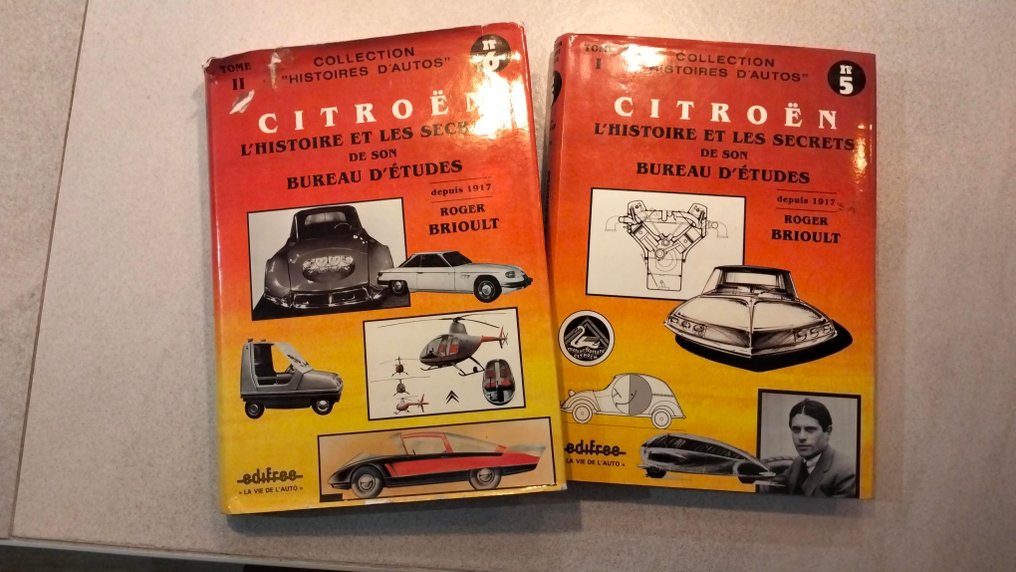 TOME
II
COLLECTION
"HISTOIRES D'AUTOS"
N°
6
CITROËN
L'HISTOIRE ET LES SECR
DE SON
BUREAU D'ÉTUDES
depuis 1917
ROGER
BRIOULT
edifree
« LA VIE DE L'AUTO »
TOME
I
COLLECTION
"HISTOIRES D'AUTOS"
N°
5
CITROËN
L'HISTOIRE ET LES SECRETS
DE SON
BUREAU D'ÉTUDES
depuis 1917
ROGER
BRIOULT
edifree
LA VIE DE L'AUTO »